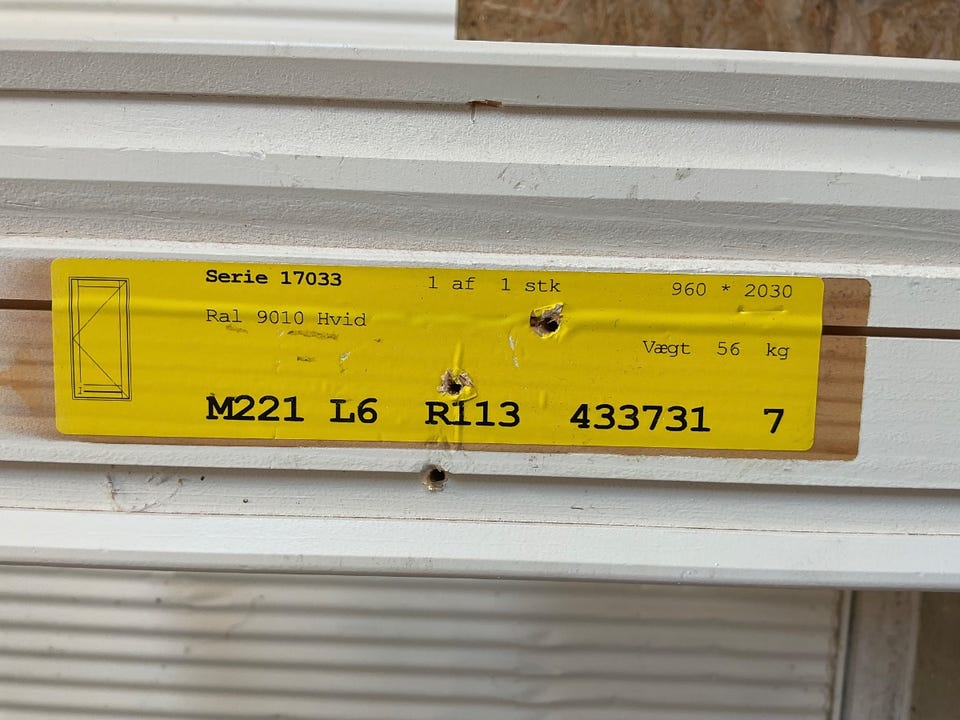 Serie 17033 1 af 1 stk 960 * 2030
Ral 9010 Hvid
Vægt 56 kg
M221 L6 R113 433731 7
1